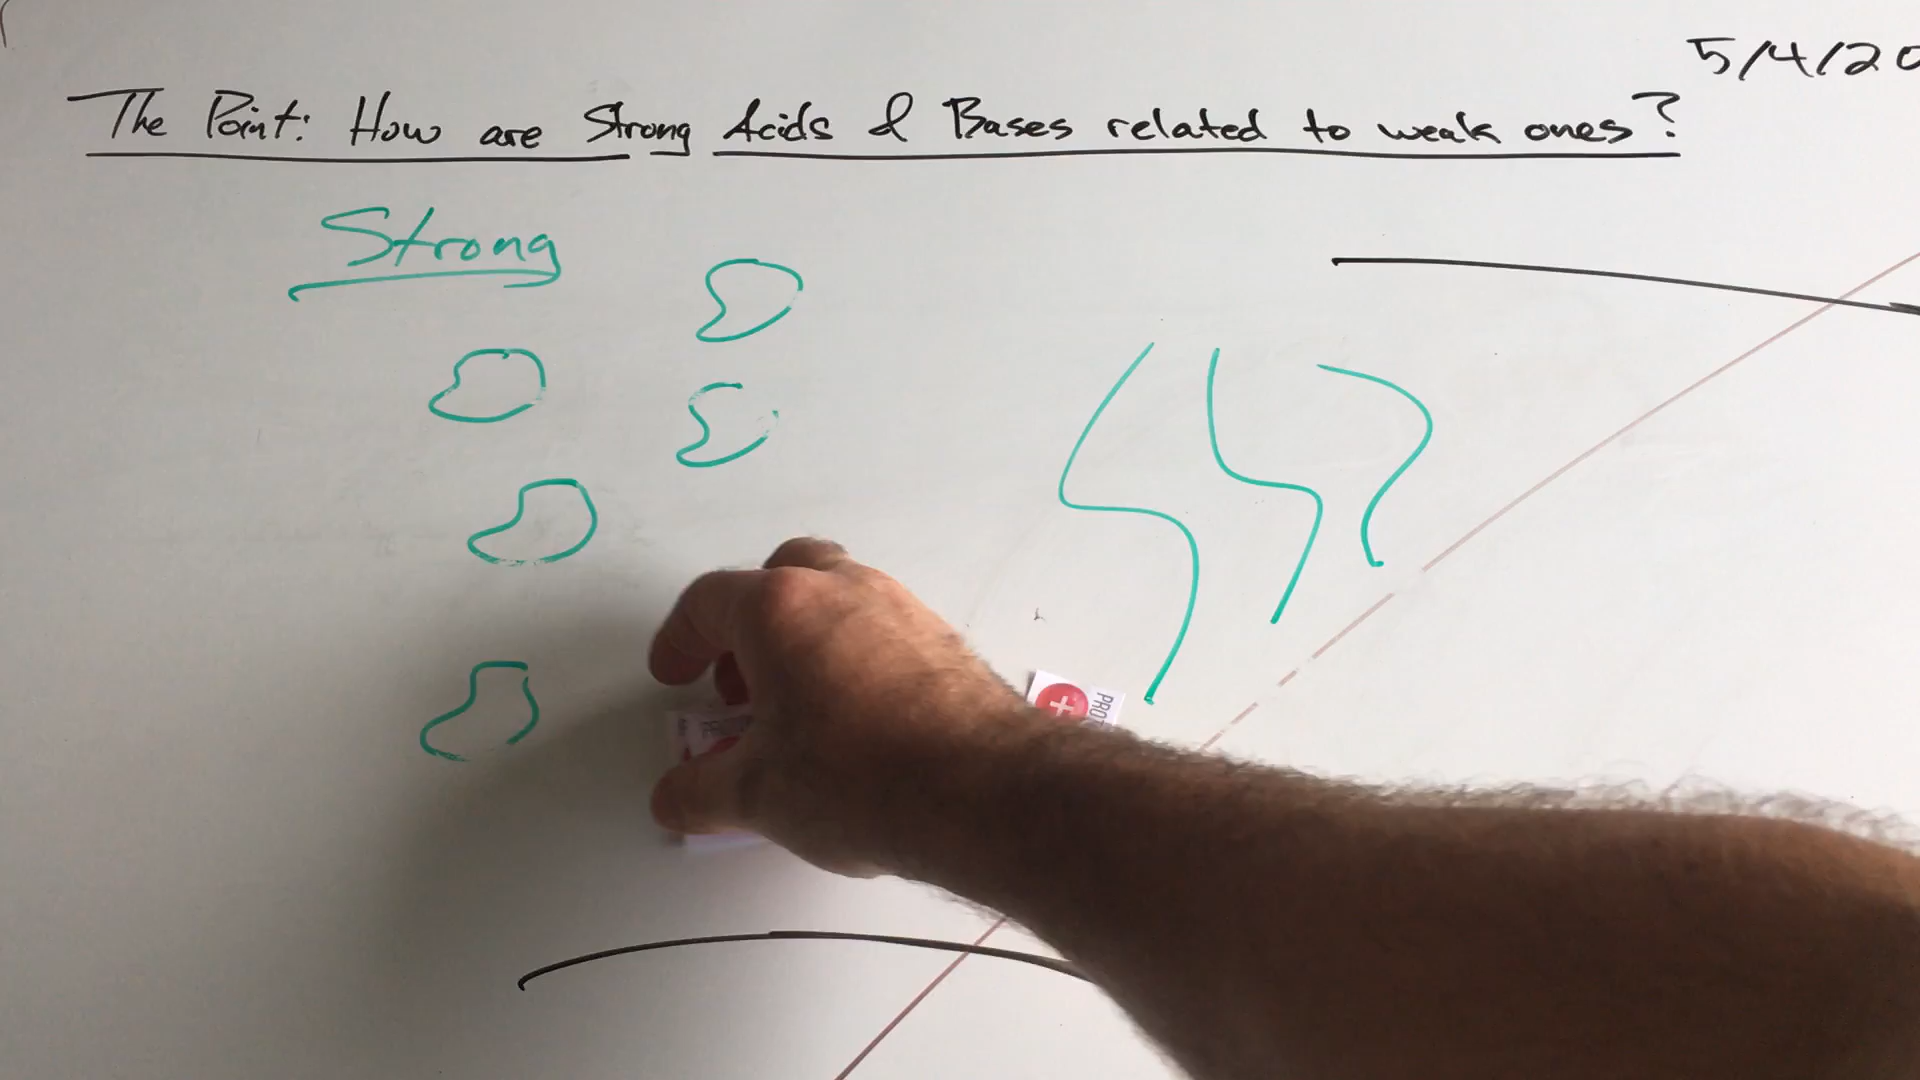 5/4/20
The Point: How are Strong Acids & Bases related to weak ones?
Strong